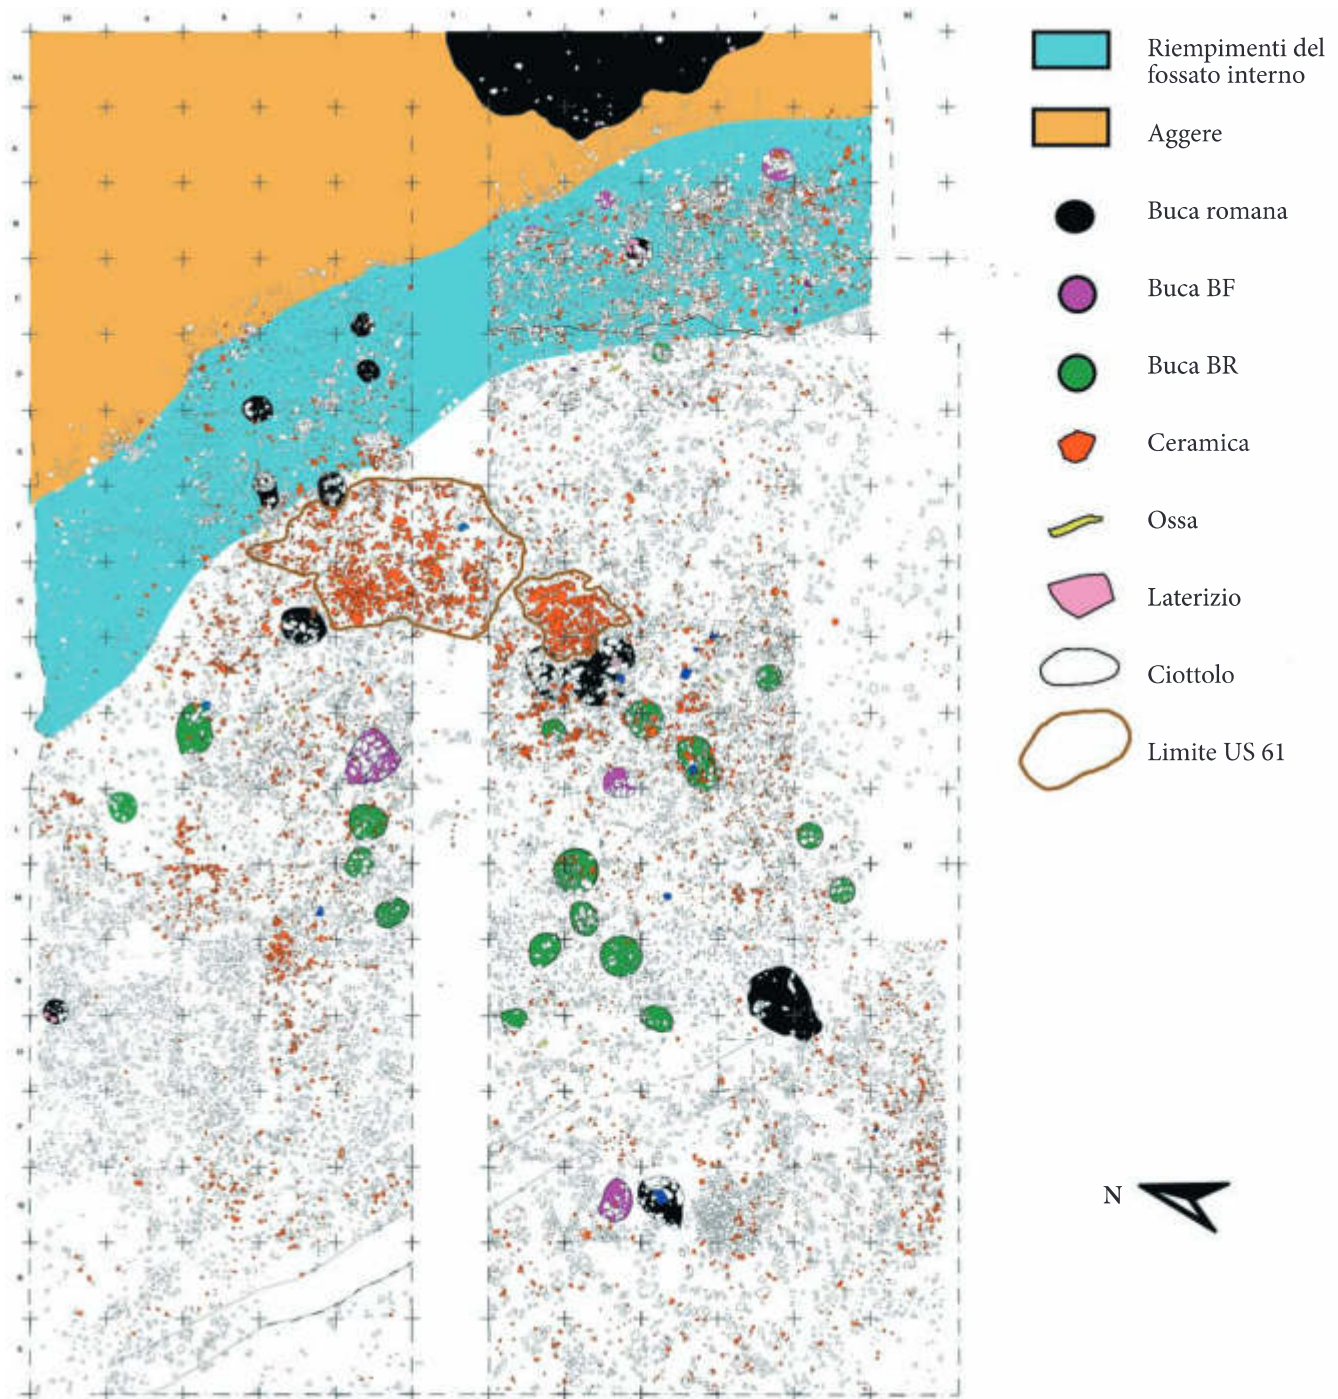 Riempimenti del
fossato interno
Aggere
Buca romana
Buca BF
Buca BR
Ceramica
Ossa
Laterizio
Ciottolo
Limite US 61
N